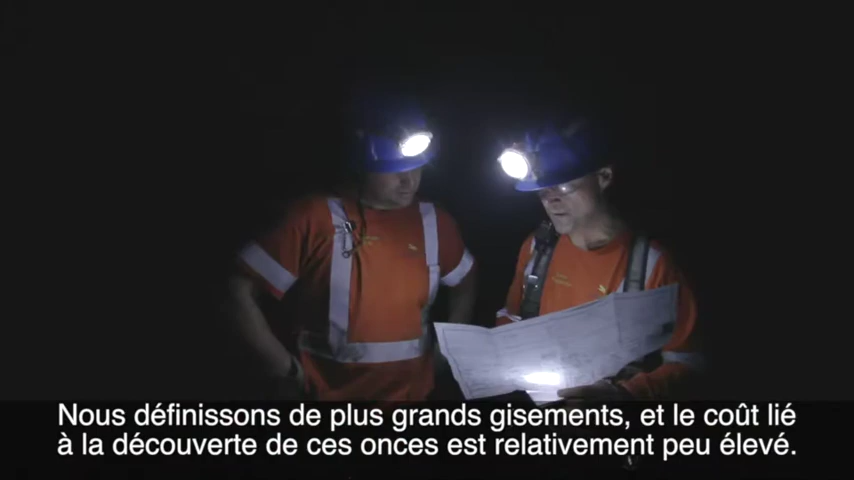 Nous définissons de plus grands gisements, et le coût lié
à la découverte de ces onces est relativement peu élevé.